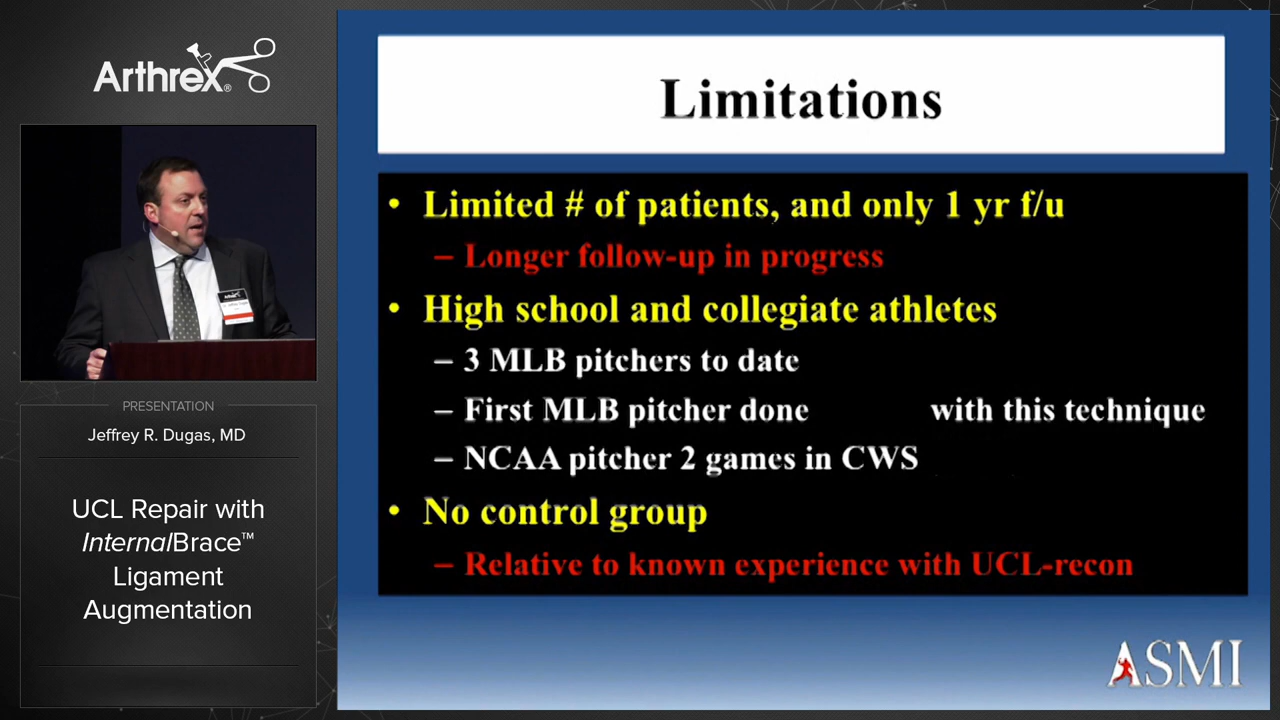 Arthrex®
PRESENTATION
Jeffrey R. Dugas, MD
UCL Repair with
InternalBrace™
Ligament
Augmentation
Limitations
• Limited # of patients, and only 1 yr f/u
– Longer follow-up in progress
• High school and collegiate athletes
– 3 MLB pitchers to date
– First MLB pitcher done with this technique
– NCAA pitcher 2 games in CWS
• No control group
– Relative to known experience with UCL-recon
ASMI